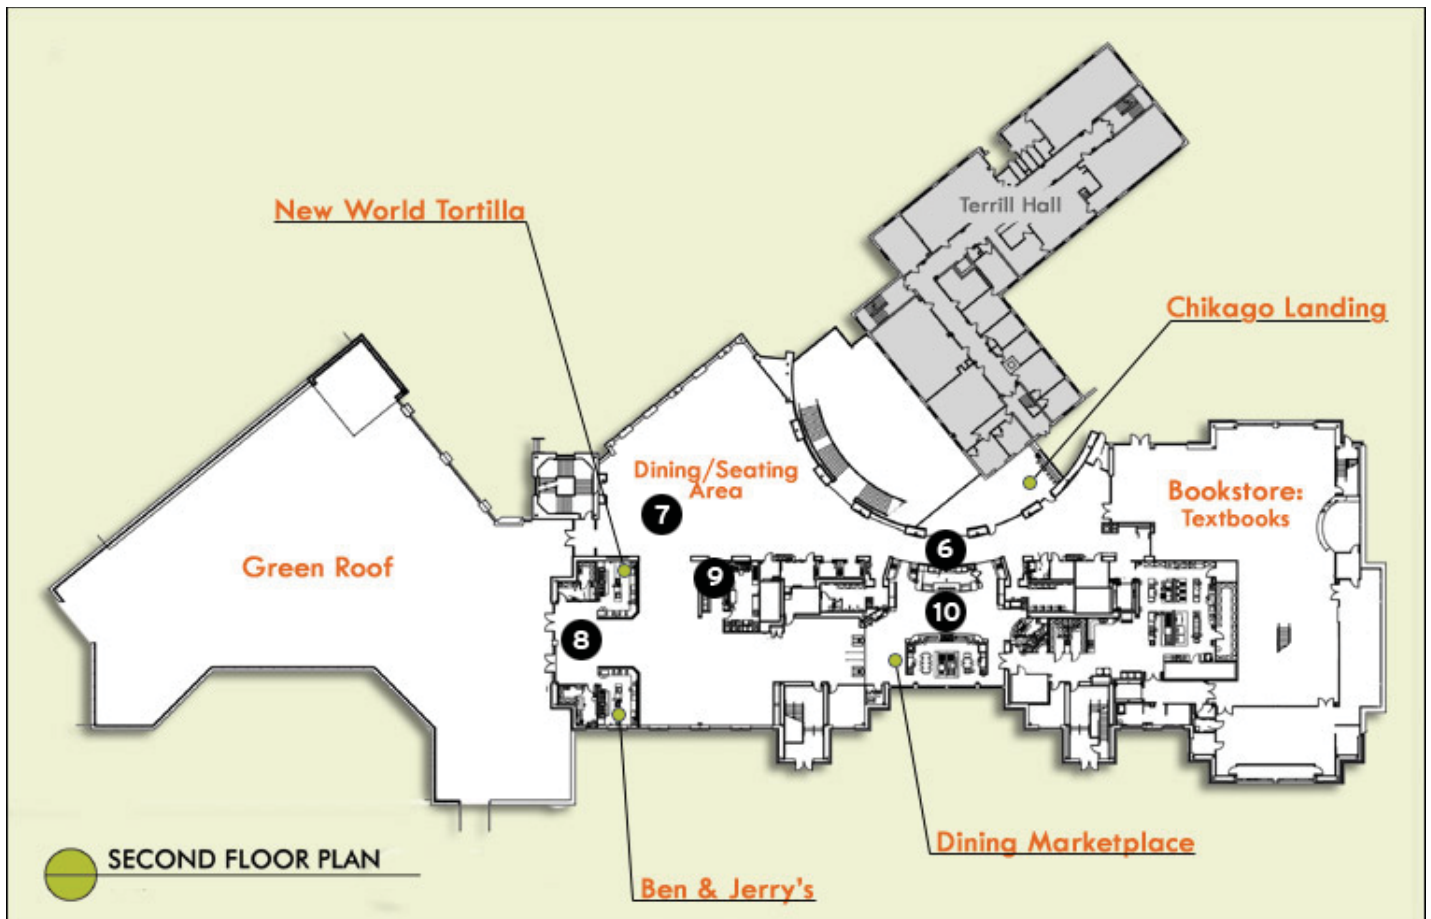 Terrill Hall
New World Tortilla
Chikago Landing
Dining/Seating
Area
Bookstore:
Textbooks
7
6
Green Roof
9
10
8
Dining Marketplace
SECOND FLOOR PLAN
Ben & Jerry's